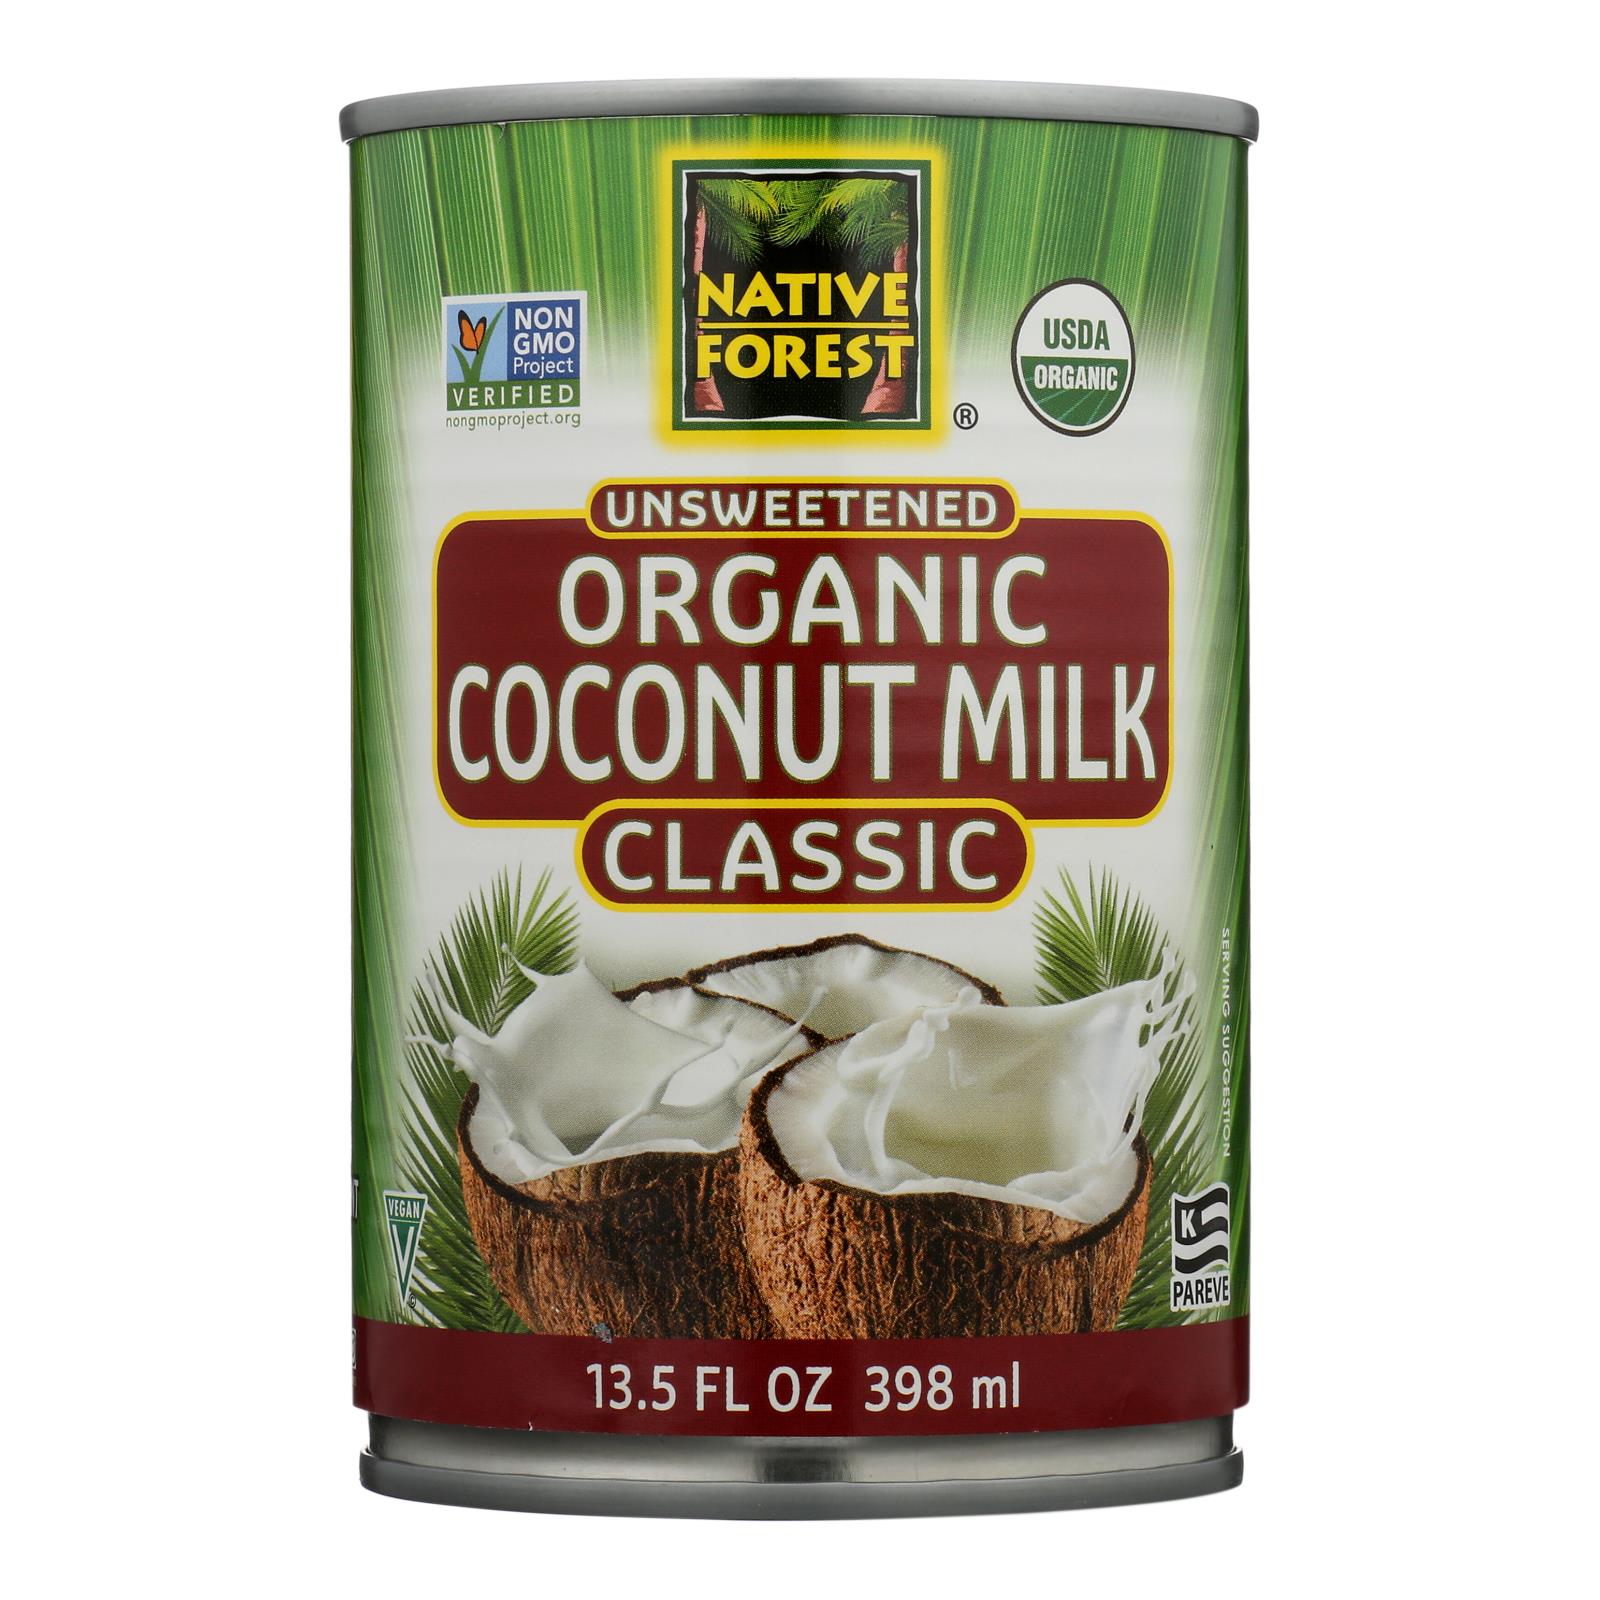 NATIVE
FOREST
®
NON
GMO
Project
VERIFIED
nongmoproject.org
USDA
ORGANIC
UNSWEETENED
ORGANIC
COCONUT MILK
CLASSIC
SERVING SUGGESTION
VEGAN
V
©
K
PAREVE
13.5 FL OZ 398 ml